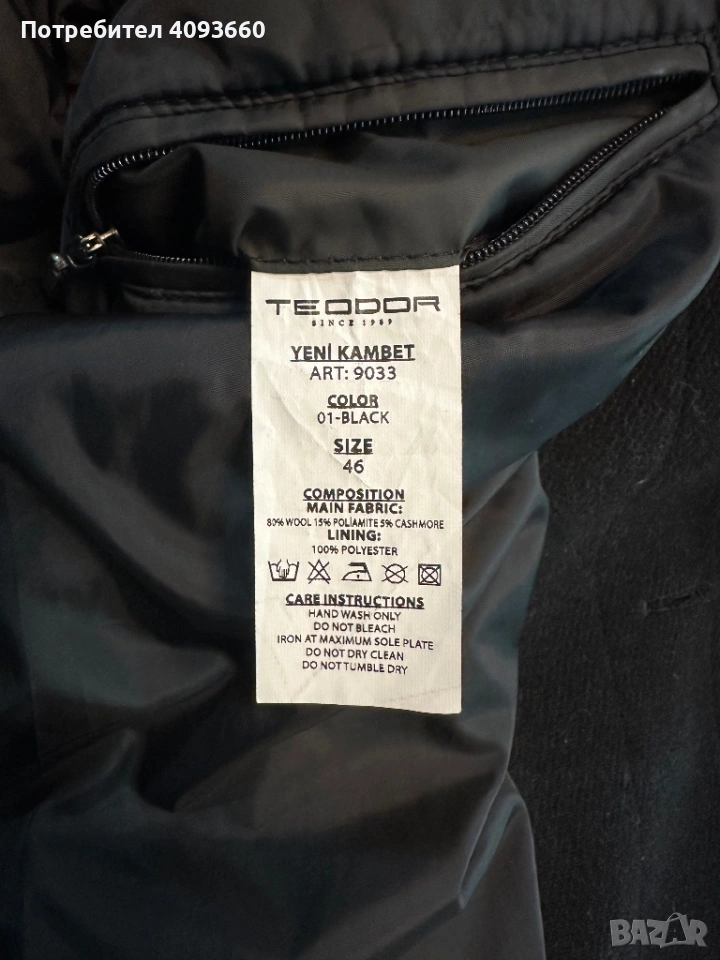 Потребител 4093660
TEODOR
SINCE 1989
YENİ KAMBET
ART: 9033
COLOR
01-BLACK
SIZE
46
COMPOSITION
MAIN FABRIC:
80% WOOL 15% POLIAMITE 5% CASHMORE
LINING:
100% POLYESTER
CARE INSTRUCTIONS
HAND WASH ONLY
DO NOT BLEACH
IRON AT MAXIMUM SOLE PLATE
DO NOT DRY CLEAN
DO NOT TUMBLE DRY
BAZAR